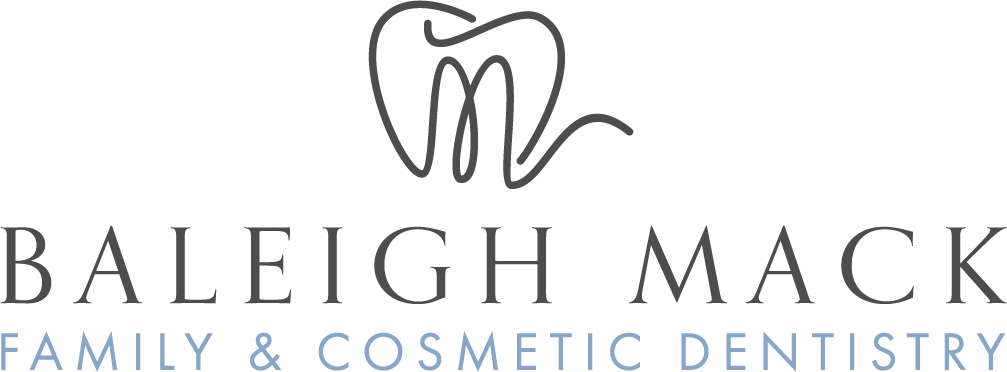 BALEIGH MACK
FAMILY & COSMETIC DENTISTRY